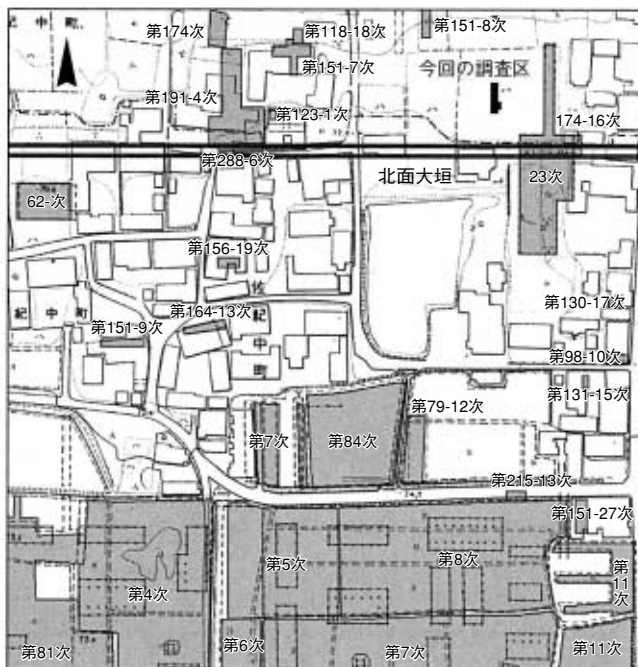 第174次
第118-18次
第151-8次
紀中町
第151-7次
今回の調査区
第191-4次
第123-1次
174-16次
第288-6次
北面大垣
23次
62-次
第156-19次
佐紀中町
第130-17次
第164-13次
紀中町
第151-9次
第98-10次
第131-15次
第79-12次
第7次
第84次
第215-13次
第151-27次
第5次
第8次
第11次
第4次
第81次
第6次
第7次
第11次